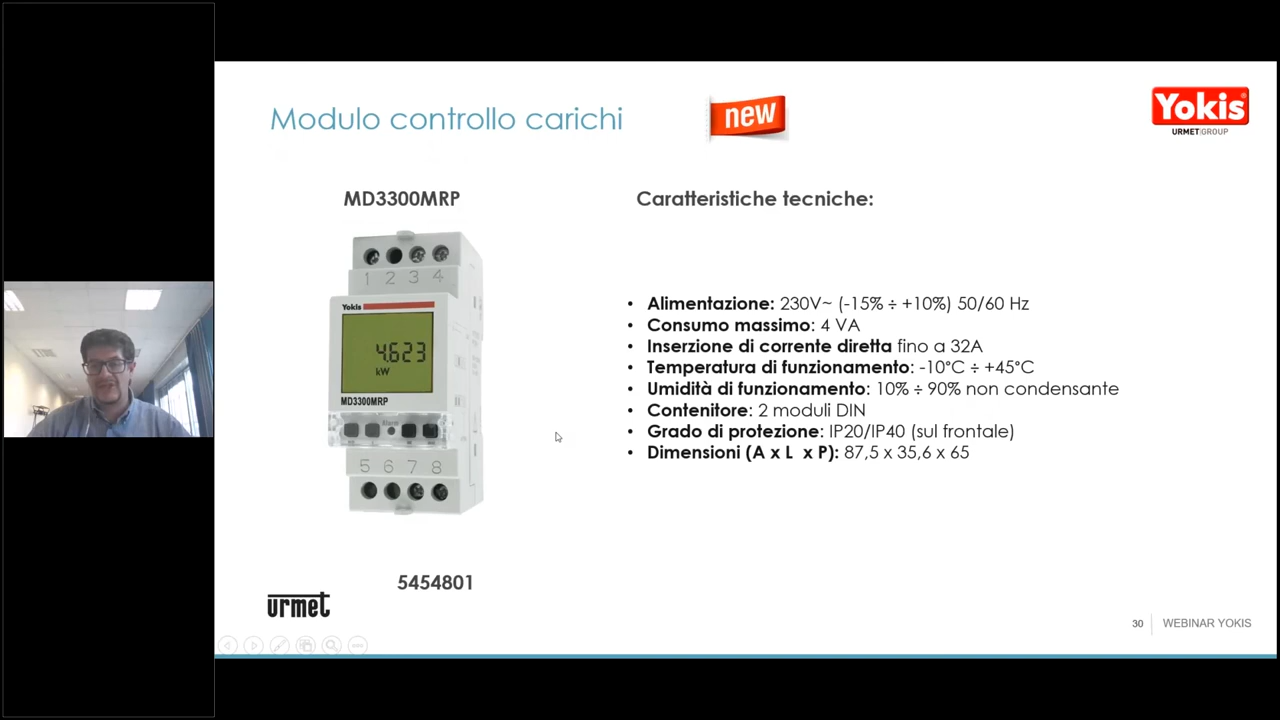 Modulo controllo carichi
new
Yokis®
URMET GROUP
MD3300MRP
Caratteristiche tecniche:
1 2 3 4
Yokis
4.623
kW
MD3300MRP
Alarm
5 6 7 8
• Alimentazione: 230V~ (-15% ÷ +10%) 50/60 Hz
• Consumo massimo: 4 VA
• Inserzione di corrente diretta fino a 32A
• Temperatura di funzionamento: -10°C ÷ +45°C
• Umidità di funzionamento: 10% ÷ 90% non condensante
• Contenitore: 2 moduli DIN
• Grado di protezione: IP20/IP40 (sul frontale)
• Dimensioni (A x L x P): 87,5 x 35,6 x 65
5454801
urmet
30
WEBINAR YOKIS